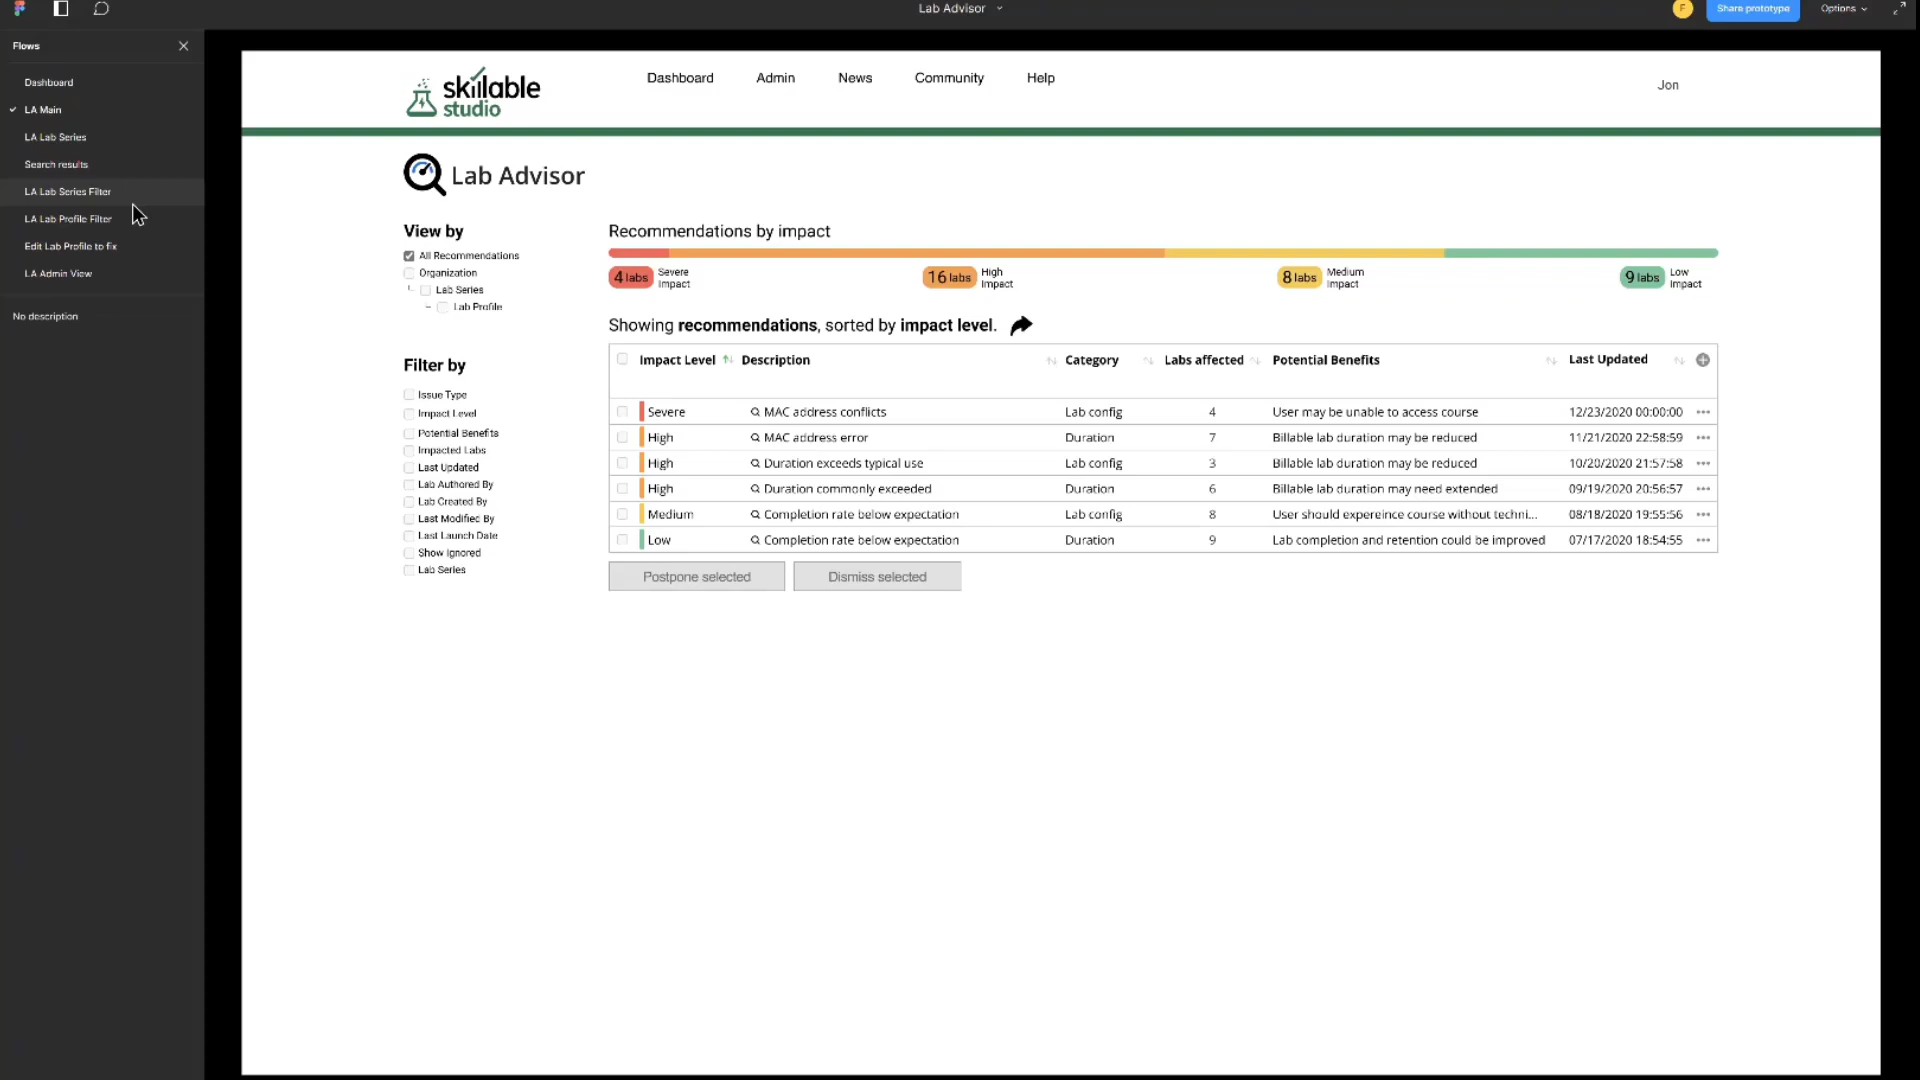 Lab Advisor
F
Share prototype
Options
Flows
Dashboard
LA Main
LA Lab Series
Search results
LA Lab Series Filter
LA Lab Profile Filter
Edit Lab Profile to fix
LA Admin View
No description
skillable
studio
Dashboard Admin News Community Help
Jon
Lab Advisor
View by
All Recommendations
Organization
Lab Series
Lab Profile
Filter by
Issue Type
Impact Level
Potential Benefits
Impacted Labs
Last Updated
Lab Authored By
Lab Created By
Last Modified By
Last Launch Date
Show Ignored
Lab Series
Recommendations by impact
4 labs Severe Impact
16 labs High Impact
8 labs Medium Impact
9 labs Low Impact
Showing recommendations, sorted by impact level.
Impact Level Description Category Labs affected Potential Benefits Last Updated
Severe MAC address conflicts Lab config 4 User may be unable to access course 12/23/2020 00:00:00
High MAC address error Duration 7 Billable lab duration may be reduced 11/21/2020 22:58:59
High Duration exceeds typical use Lab config 3 Billable lab duration may be reduced 10/20/2020 21:57:58
High Duration commonly exceeded Duration 6 Billable lab duration may need extended 09/19/2020 20:56:57
Medium Completion rate below expectation Lab config 8 User should expereince course without techni... 08/18/2020 19:55:56
Low Completion rate below expectation Duration 9 Lab completion and retention could be improved 07/17/2020 18:54:55
Postpone selected Dismiss selected